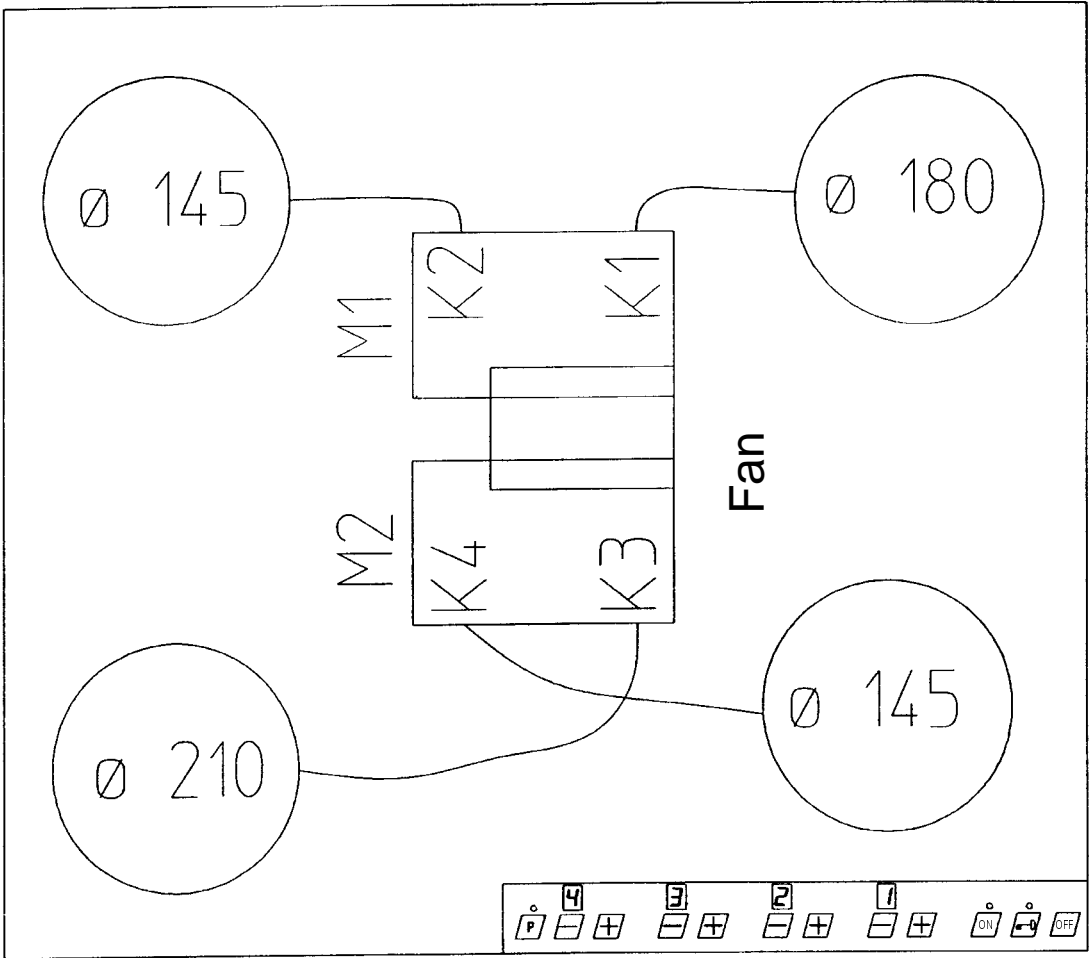 ø 145
ø 180
M1
K2
K1
M2
K4
K3
Fan
ø 210
ø 145
4 3 2 1
P − + − + − + − + ON OFF